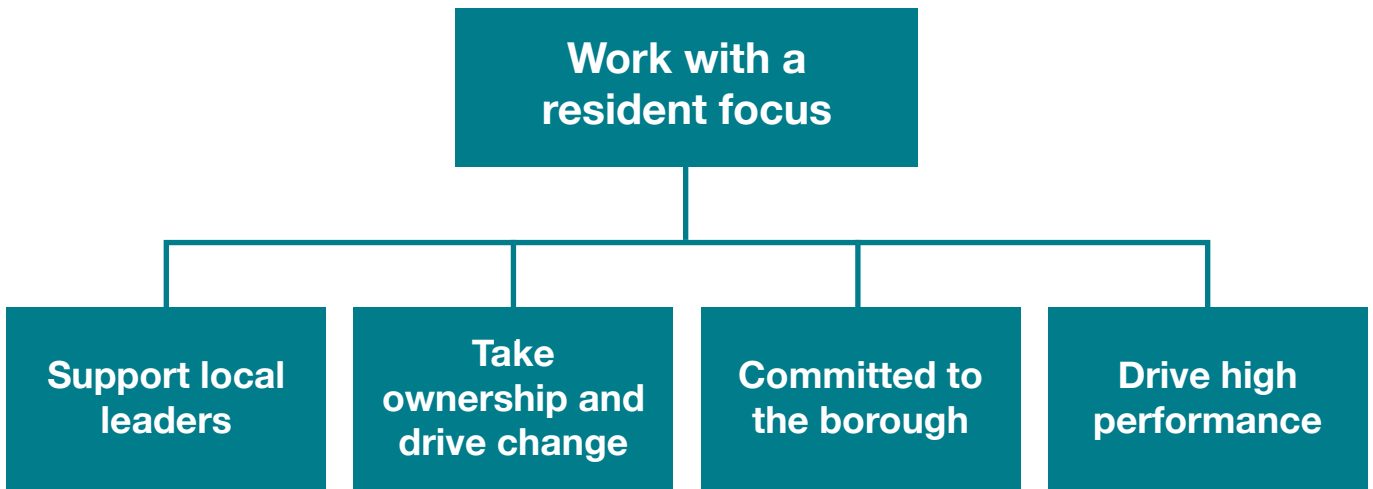 Work with a
resident focus
Support local
leaders
Take
ownership and
drive change
Committed to
the borough
Drive high
performance